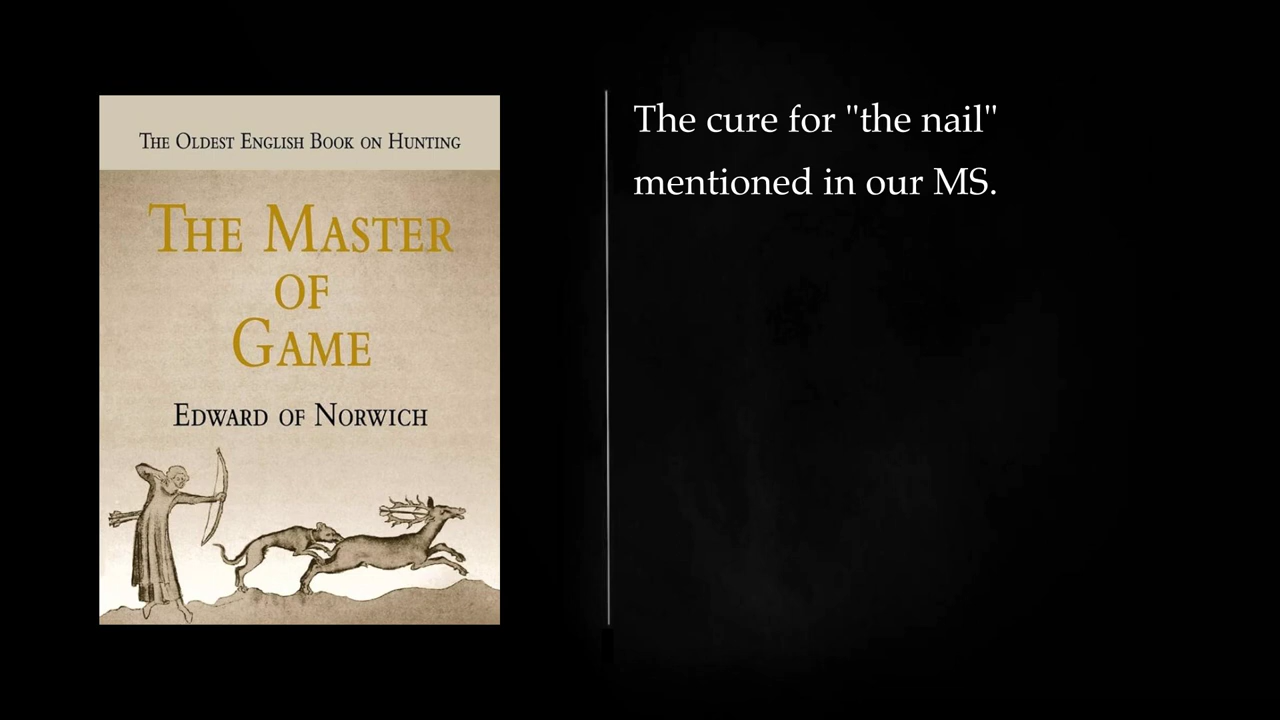 The Oldest English Book on Hunting
The Master
of
Game
Edward of Norwich
The cure for "the nail"
mentioned in our MS.